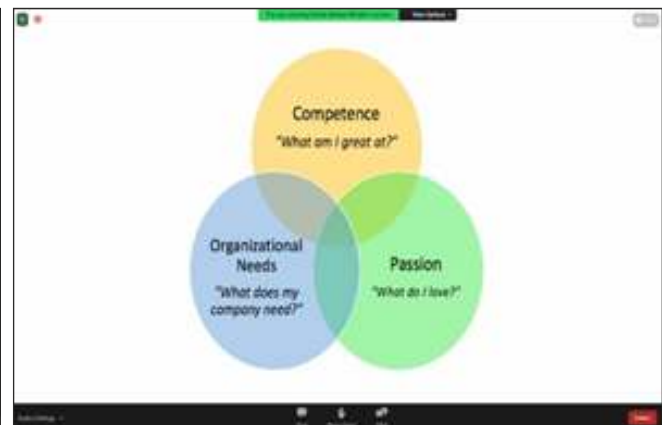 Competence
"What am I great at?"
Organizational
Needs
"What does my
company need?"
Passion
"What do I love?"